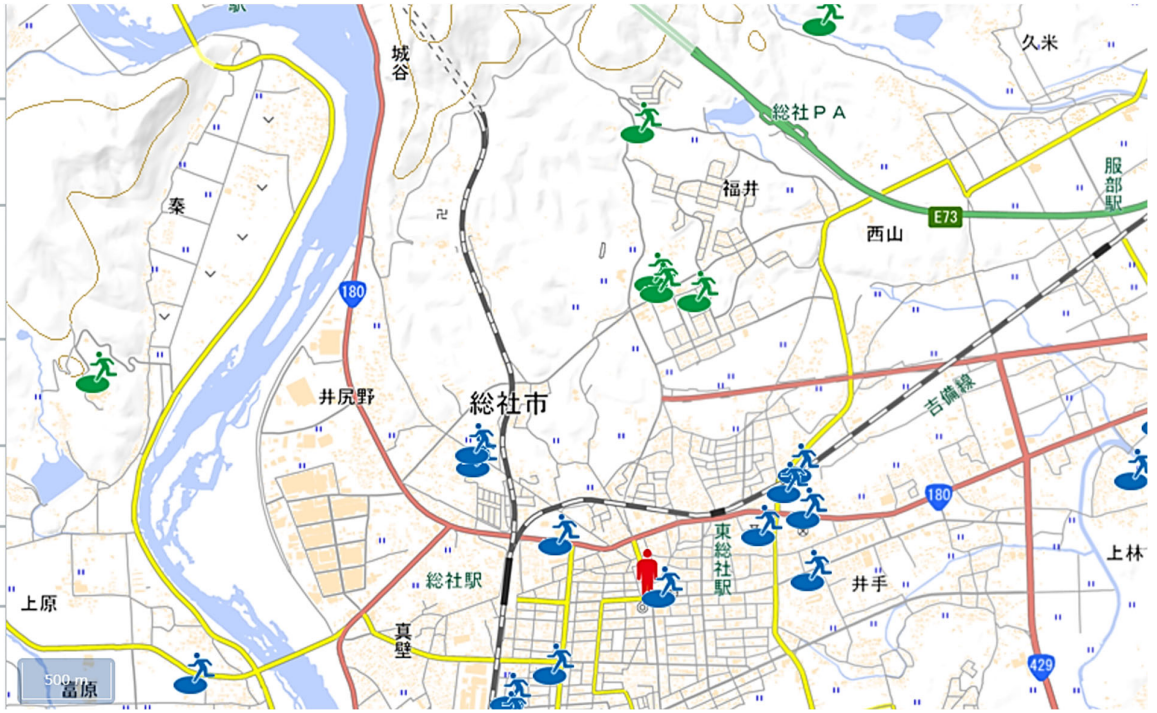 駅
城谷
久米
総社PA
服部駅
福井
秦
E73
西山
180
井尻野
総社市
吉備線
180
東総社駅
上林
総社駅
井手
上原
真壁
429
500 m
富原